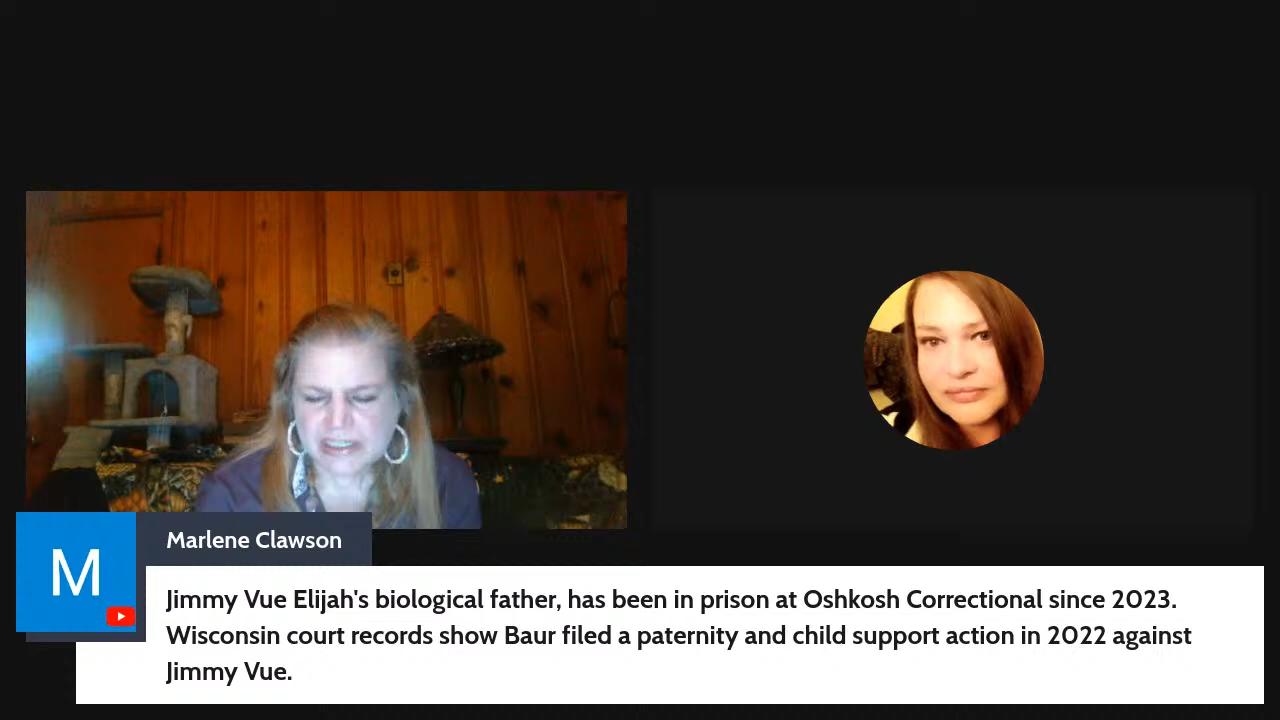 M
Marlene Clawson
Jimmy Vue Elijah's biological father, has been in prison at Oshkosh Correctional since 2023.
Wisconsin court records show Baur filed a paternity and child support action in 2022 against
Jimmy Vue.